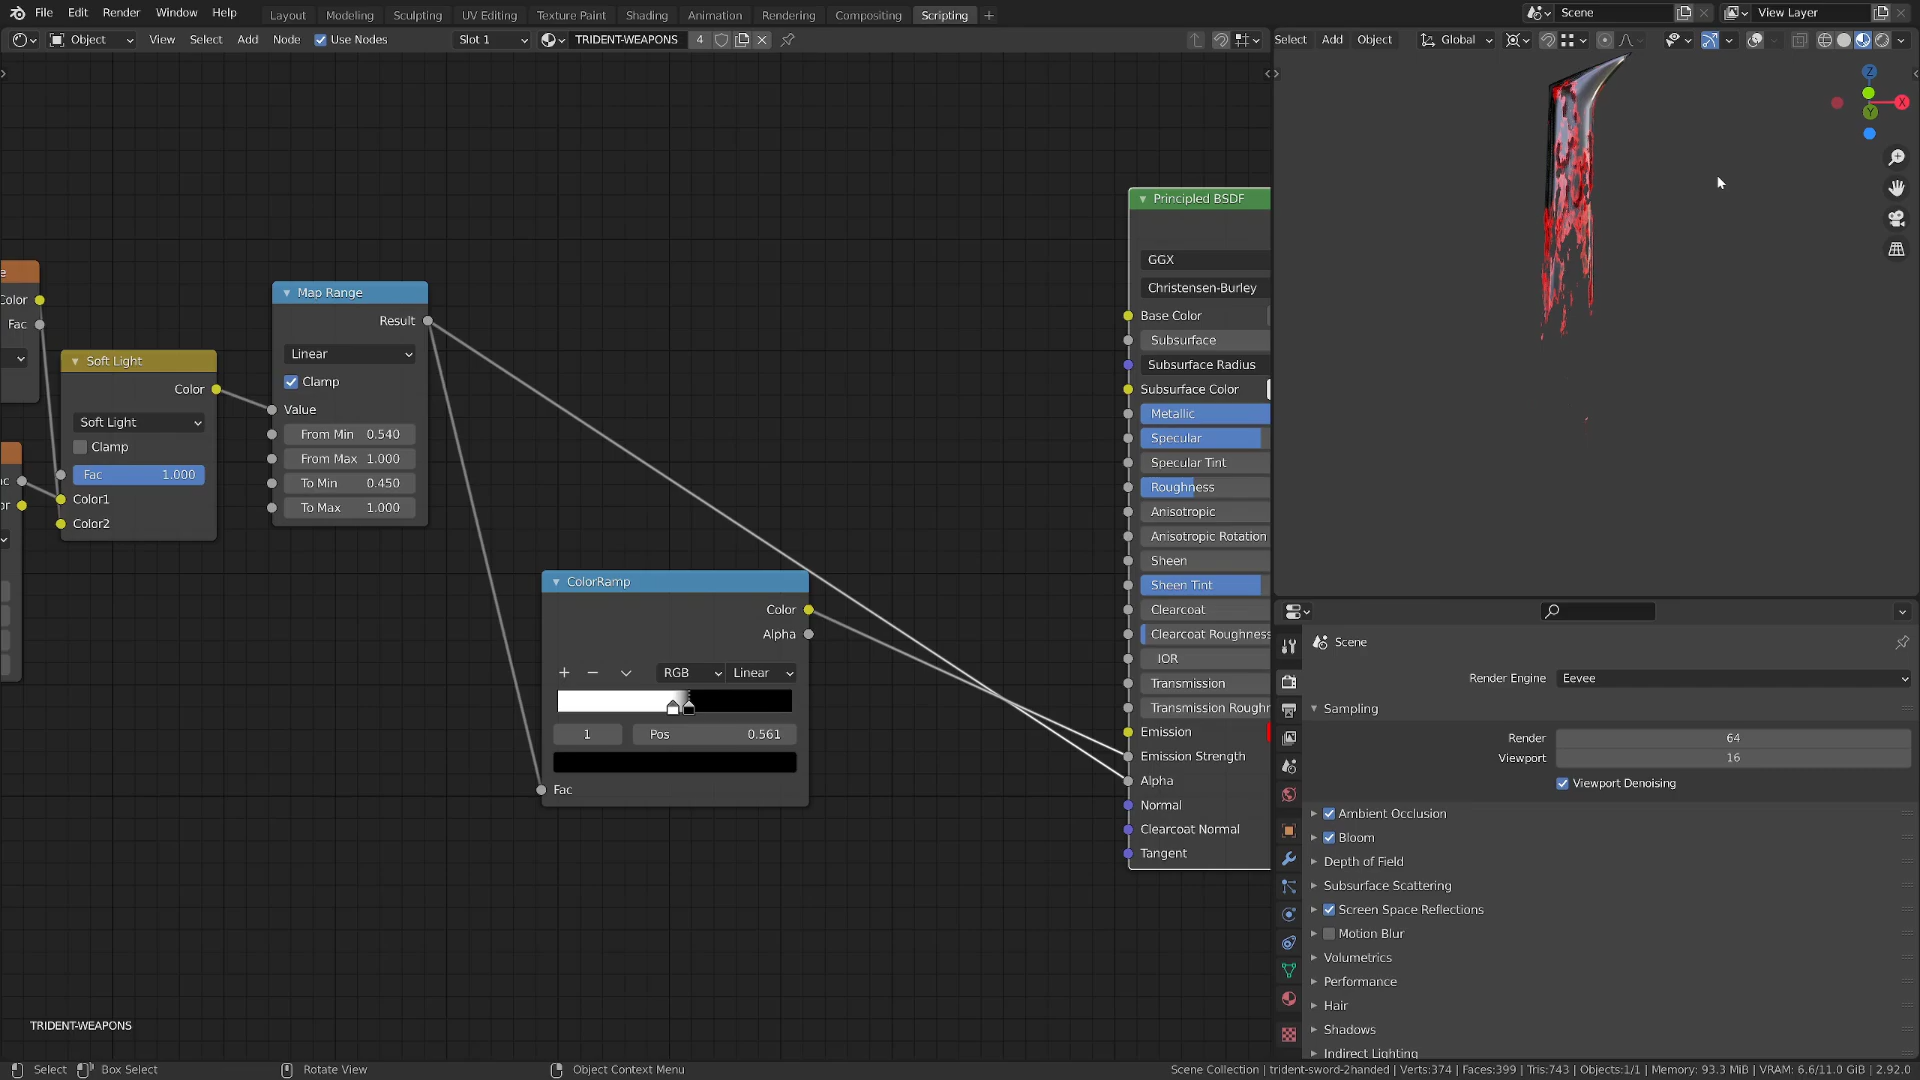 File Edit Render Window Help Layout Modeling Sculpting UV Editing Texture Paint Shading Animation Rendering Compositing Scripting + Scene View Layer
Object View Select Add Node Use Nodes Slot 1 TRIDENT-WEAPONS 4 Select Add Object Global
Z
X
Y
Color
Fac
Soft Light
Color
Soft Light
Clamp
Fac 1.000
Color1
Color2
Map Range
Result
Linear
Clamp
Value
From Min 0.540
From Max 1.000
To Min 0.450
To Max 1.000
ColorRamp
Color
Alpha
RGB Linear
1 Pos 0.561
Fac
Principled BSDF
GGX
Christensen-Burley
Base Color
Subsurface
Subsurface Radius
Subsurface Color
Metallic
Specular
Specular Tint
Roughness
Anisotropic
Anisotropic Rotation
Sheen
Sheen Tint
Clearcoat
Clearcoat Roughness
IOR
Transmission
Transmission Roughn
Emission
Emission Strength
Alpha
Normal
Clearcoat Normal
Tangent
Scene
Render Engine Eevee
Sampling
Render 64
Viewport 16
Viewport Denoising
Ambient Occlusion
Bloom
Depth of Field
Subsurface Scattering
Screen Space Reflections
Motion Blur
Volumetrics
Performance
Hair
Shadows
Indirect Lighting
TRIDENT-WEAPONS
Select Box Select Rotate View Object Context Menu Scene Collection | trident-sword-2handed | Verts:374 | Faces:399 | Tris:743 | Objects:1/1 | Memory: 93.3 MiB | VRAM: 6.6/11.0 GiB | 2.92.0